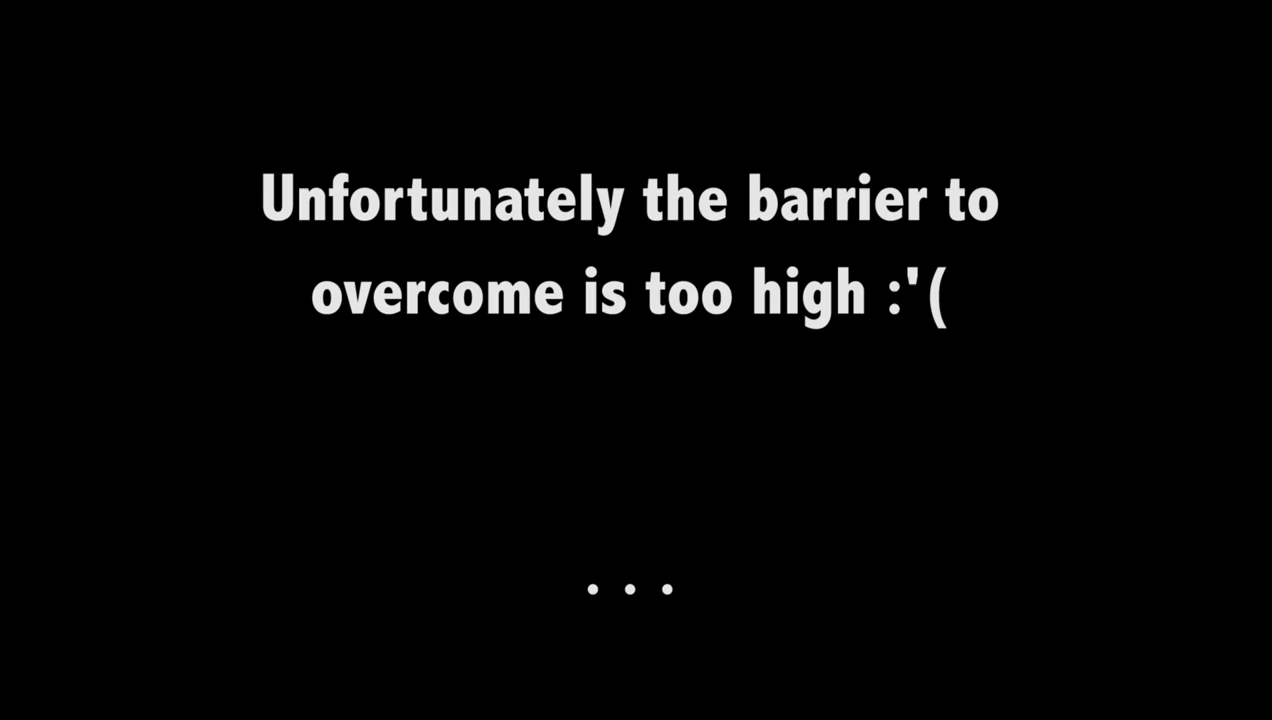 Unfortunately the barrier to
overcome is too high :'(
. . .